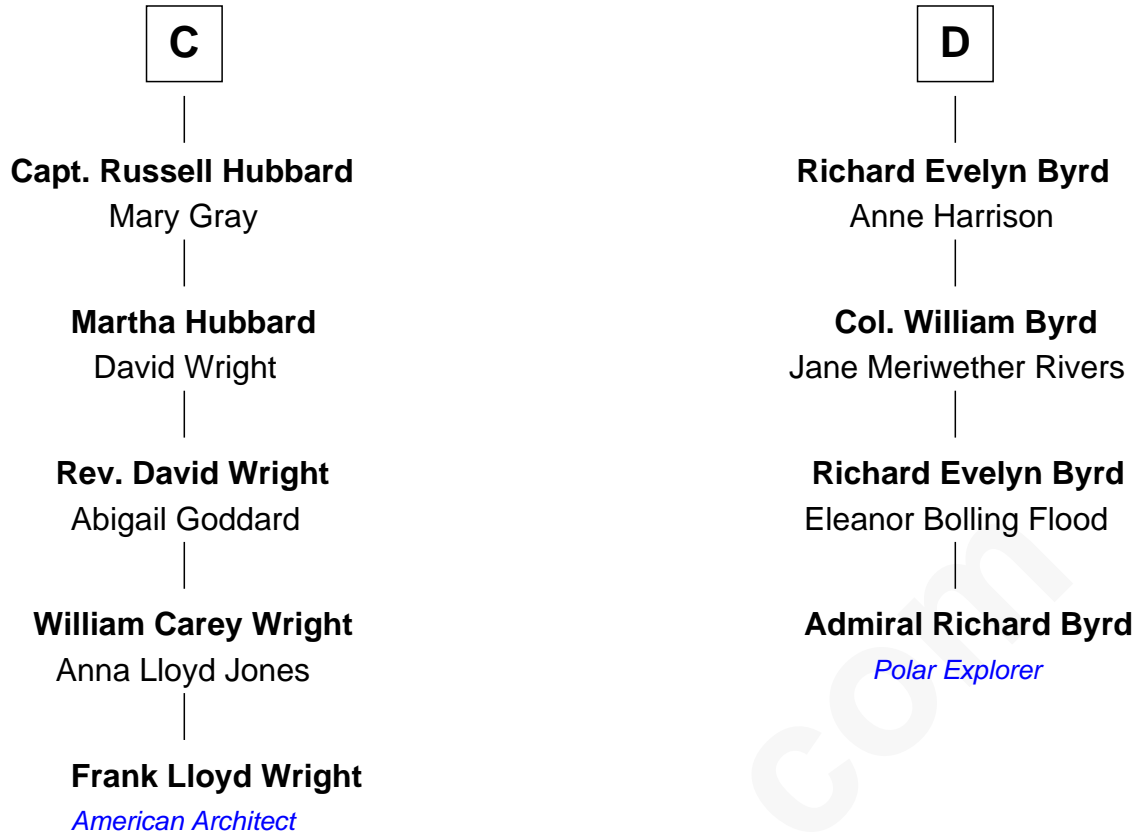 C
Capt. Russell Hubbard
Mary Gray
Martha Hubbard
David Wright
Rev. David Wright
Abigail Goddard
William Carey Wright
Anna Lloyd Jones
Frank Lloyd Wright
American Architect
D
Richard Evelyn Byrd
Anne Harrison
Col. William Byrd
Jane Meriwether Rivers
Richard Evelyn Byrd
Eleanor Bolling Flood
Admiral Richard Byrd
Polar Explorer
com